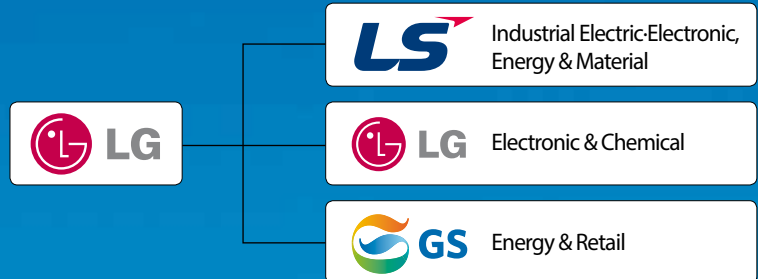 LG
LS
Industrial Electric·Electronic,
Energy & Material
LG
Electronic & Chemical
GS
Energy & Retail